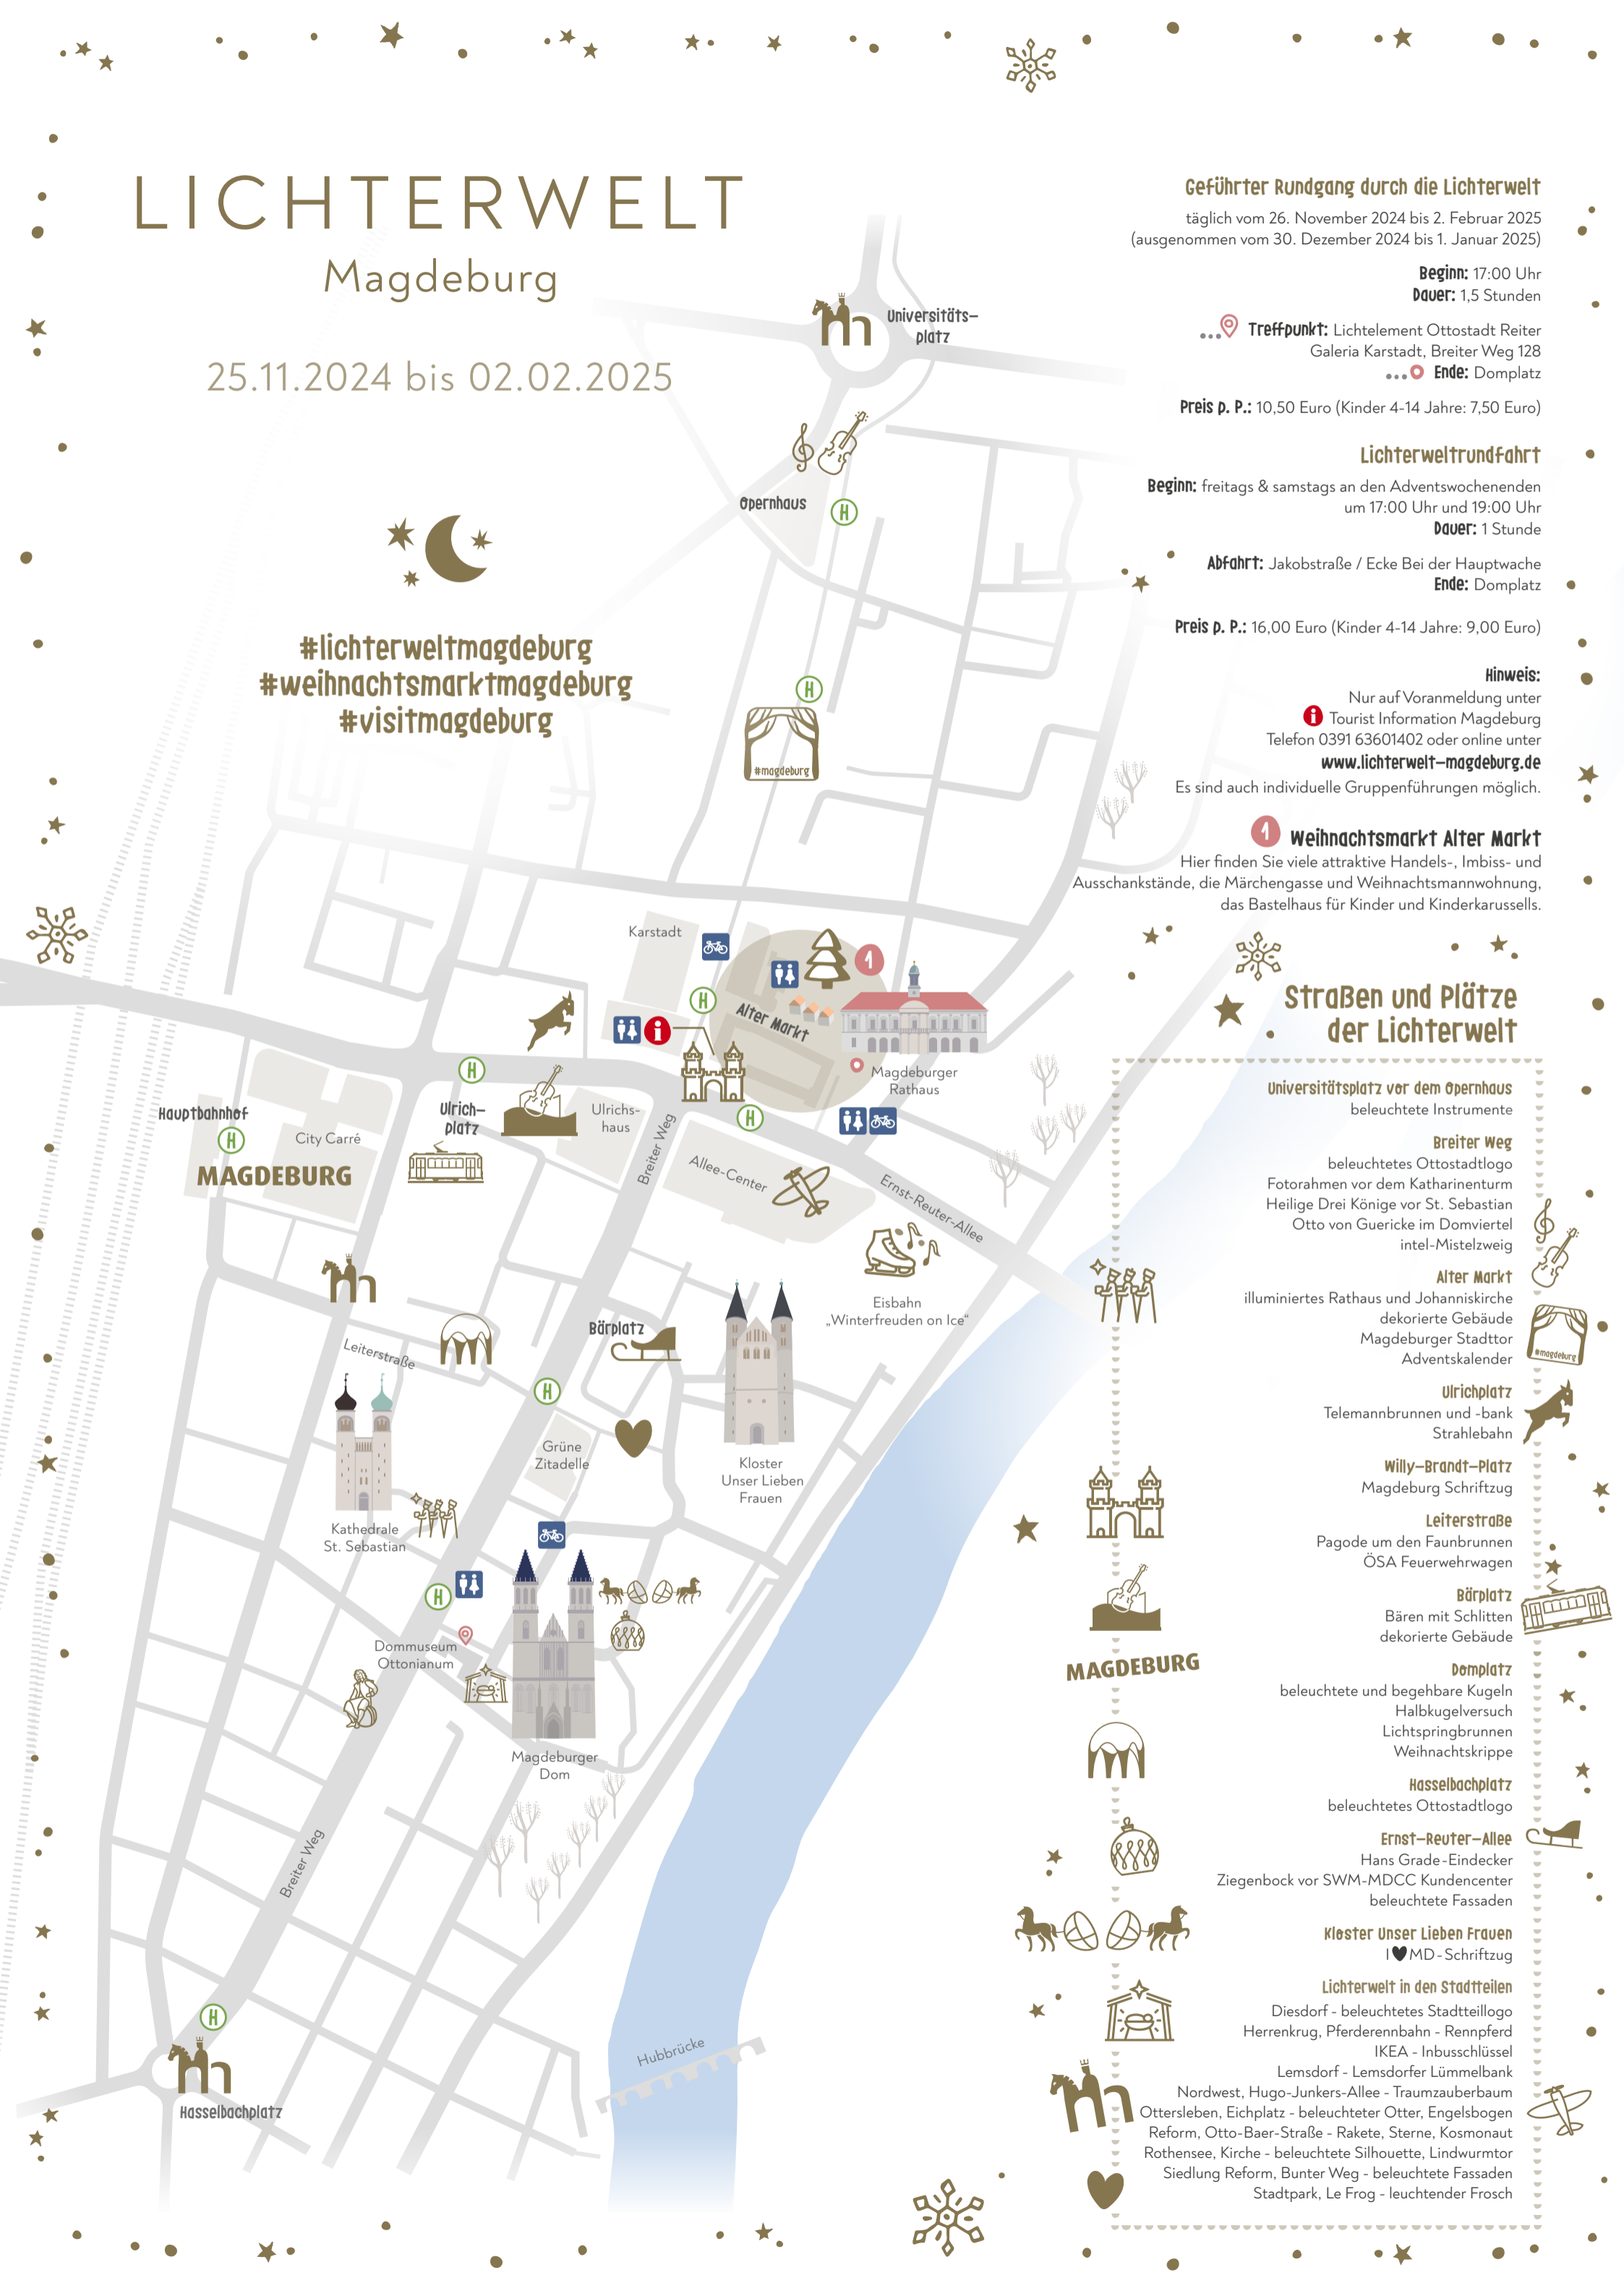 LICHTERWELT
Magdeburg
25.11.2024 bis 02.02.2025
#lichterweltmagdeburg
#weihnachtsmarktmagdeburg
#visitmagdeburg
Geführter Rundgang durch die Lichterwelt
täglich vom 26. November 2024 bis 2. Februar 2025
(ausgenommen vom 30. Dezember 2024 bis 1. Januar 2025)
Beginn: 17:00 Uhr
Dauer: 1,5 Stunden
Treffpunkt: Lichtelement Ottostadt Reiter
Galeria Karstadt, Breiter Weg 128
Ende: Domplatz
Preis p. P.: 10,50 Euro (Kinder 4-14 Jahre: 7,50 Euro)
Lichterweltrundfahrt
Beginn: freitags & samstags an den Adventswochenenden
um 17:00 Uhr und 19:00 Uhr
Dauer: 1 Stunde
Abfahrt: Jakobstraße / Ecke Bei der Hauptwache
Ende: Domplatz
Preis p. P.: 16,00 Euro (Kinder 4-14 Jahre: 9,00 Euro)
Hinweis:
Nur auf Voranmeldung unter
i Tourist Information Magdeburg
Telefon 0391 63601402 oder online unter
www.lichterwelt-magdeburg.de
Es sind auch individuelle Gruppenführungen möglich.
1 Weihnachtsmarkt Alter Markt
Hier finden Sie viele attraktive Handels-, Imbiss- und
Ausschankstände, die Märchengasse und Weihnachtsmannwohnung,
das Bastelhaus für Kinder und Kinderkarussells.
Straßen und Plätze
der Lichterwelt
Universitätsplatz vor dem Opernhaus
beleuchtete Instrumente
Breiter Weg
beleuchtetes Ottostadtlogo
Fotorahmen vor dem Katharinenturm
Heilige Drei Könige vor St. Sebastian
Otto von Guericke im Domviertel
intel-Mistelzweig
Alter Markt
illuminiertes Rathaus und Johanniskirche
dekorierte Gebäude
Magdeburger Stadttor
Adventskalender
Ulrichplatz
Telemannbrunnen und -bank
Strahlebahn
Willy-Brandt-Platz
Magdeburg Schriftzug
Leiterstraße
Pagode um den Faunbrunnen
ÖSA Feuerwehrwagen
Bärplatz
Bären mit Schlitten
dekorierte Gebäude
Domplatz
beleuchtete und begehbare Kugeln
Halbkugelversuch
Lichtspringbrunnen
Weihnachtskrippe
Hasselbachplatz
beleuchtetes Ottostadtlogo
Ernst-Reuter-Allee
Hans Grade-Eindecker
Ziegenbock vor SWM-MDCC Kundencenter
beleuchtete Fassaden
Kloster Unser Lieben Frauen
I ♥ MD-Schriftzug
Lichterwelt in den Stadtteilen
Diesdorf - beleuchtetes Stadtteillogo
Herrenkrug, Pferderennbahn - Rennpferd
IKEA - Inbusschlüssel
Lemsdorf - Lemsdorfer Lümmelbank
Nordwest, Hugo-Junkers-Allee - Traumzauberbaum
Ottersleben, Eichplatz - beleuchteter Otter, Engelsbogen
Reform, Otto-Baer-Straße - Rakete, Sterne, Kosmonaut
Rothensee, Kirche - beleuchtete Silhouette, Lindwurmtor
Siedlung Reform, Bunter Weg - beleuchtete Fassaden
Stadtpark, Le Frog - leuchtender Frosch
#magdeburg
MAGDEBURG
Universitäts-
platz
Opernhaus
H
H
#magdeburg
Karstadt
1
H
Alter Markt
i
Magdeburger
Rathaus
H
H
Hauptbahnhof
H
City Carré
MAGDEBURG
Ulrich-
platz
Ulrichs-
haus
Breiter Weg
Allee-Center
Ernst-Reuter-Allee
Eisbahn
„Winterfreuden on Ice“
Leiterstraße
Bärplatz
H
Grüne
Zitadelle
Kloster
Unser Lieben
Frauen
Kathedrale
St. Sebastian
H
Dommuseum
Ottonianum
Magdeburger
Dom
Breiter Weg
H
Hasselbachplatz
Hubbrücke